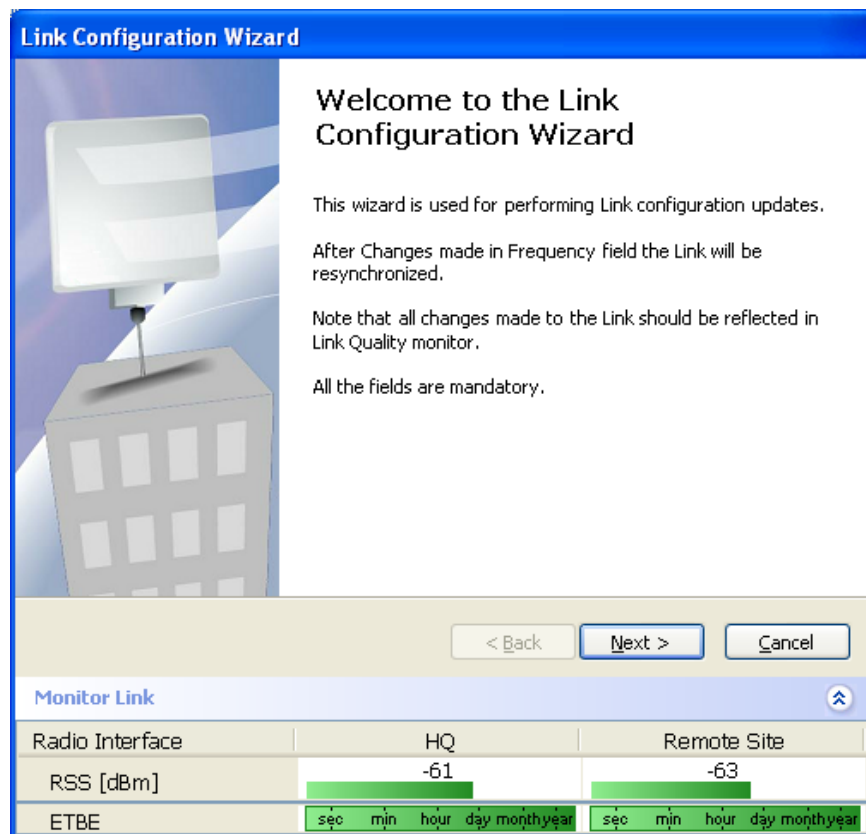 Link Configuration Wizard
Welcome to the Link
Configuration Wizard
This wizard is used for performing Link configuration updates.
After Changes made in Frequency field the Link will be
resynchronized.
Note that all changes made to the Link should be reflected in
Link Quality monitor.
All the fields are mandatory.
< Back Next > Cancel
Monitor Link
Radio Interface HQ Remote Site
RSS [dBm] -61 -63
ETBE sec min hour day month year sec min hour day month year